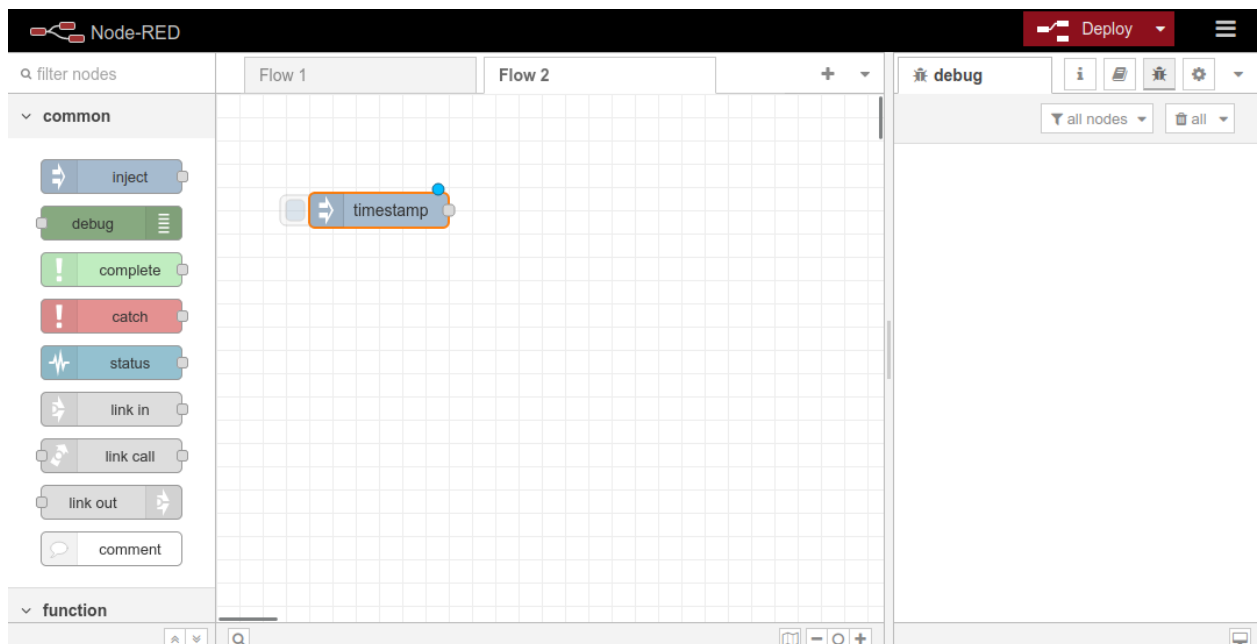 Node-RED
Deploy
filter nodes
Flow 1
Flow 2
debug
i
all nodes
all
common
inject
debug
complete
catch
status
link in
link call
link out
comment
function
timestamp